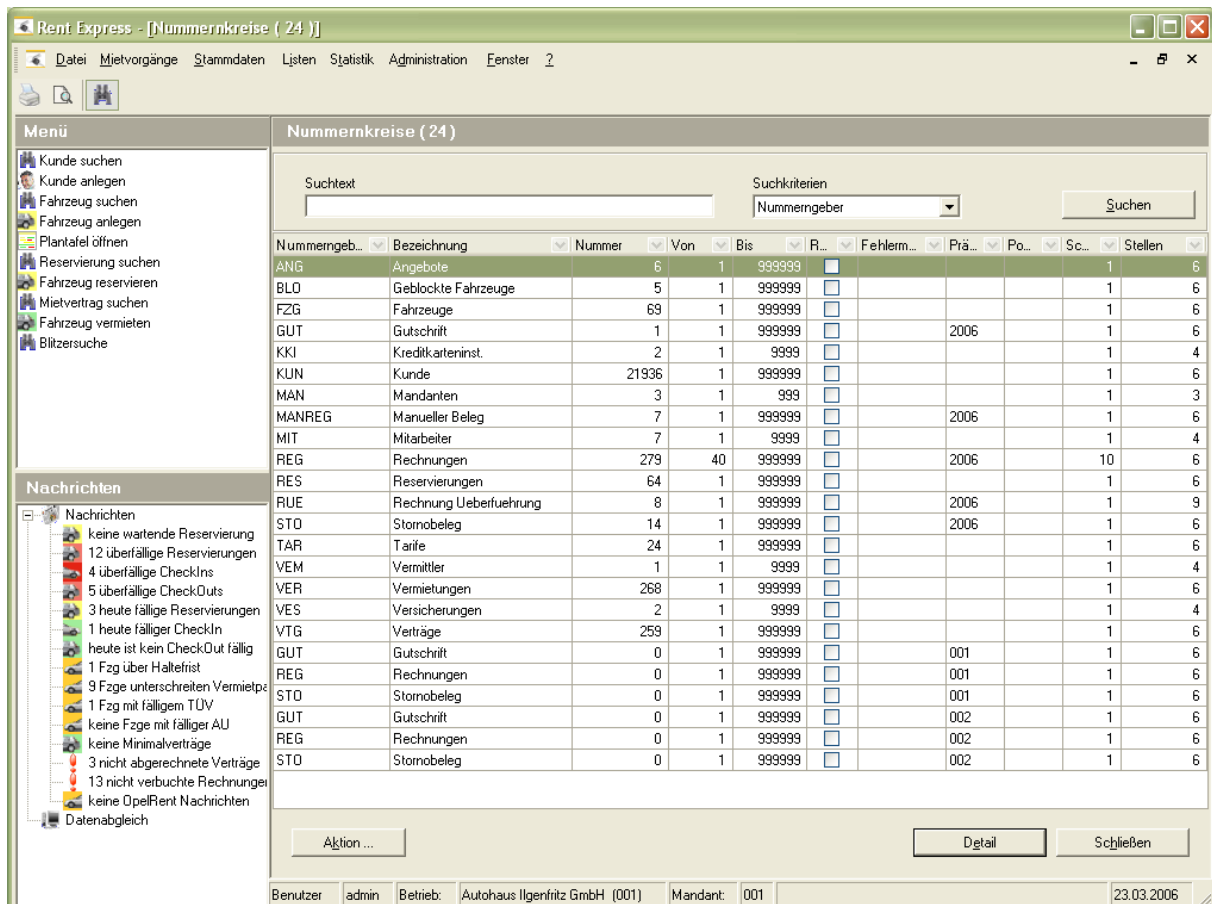 Rent Express - [Nummernkreise ( 24 )]
Datei Mietvorgänge Stammdaten Listen Statistik Administration Fenster ?
Menü
Kunde suchen
Kunde anlegen
Fahrzeug suchen
Fahrzeug anlegen
Plantafel öffnen
Reservierung suchen
Fahrzeug reservieren
Mietvertrag suchen
Fahrzeug vermieten
Blitzersuche
Nachrichten
Nachrichten
keine wartende Reservierung
12 überfällige Reservierungen
4 überfällige CheckIns
5 überfällige CheckOuts
3 heute fällige Reservierungen
1 heute fälliger CheckIn
heute ist kein CheckOut fällig
1 Fzg über Haltefrist
9 Fzge unterschreiten Vermietpa
1 Fzg mit fälligem TÜV
keine Fzge mit fälliger AU
keine Minimalverträge
3 nicht abgerechnete Verträge
13 nicht verbuchte Rechnunger
keine OpelRent Nachrichten
Datenabgleich
Nummernkreise ( 24 )
Suchtext Suchkriterien
Nummerngeber Suchen
Nummerngeb... Bezeichnung Nummer Von Bis R... Fehlerm... Prä... Po... Sc... Stellen
ANG Angebote 6 1 999999 1 6
BLO Geblockte Fahrzeuge 5 1 999999 1 6
FZG Fahrzeuge 69 1 999999 1 6
GUT Gutschrift 1 1 999999 2006 1 6
KKI Kreditkarteninst. 2 1 9999 1 4
KUN Kunde 21936 1 999999 1 6
MAN Mandanten 3 1 999 1 3
MANREG Manueller Beleg 7 1 999999 2006 1 6
MIT Mitarbeiter 7 1 9999 1 4
REG Rechnungen 279 40 999999 2006 10 6
RES Reservierungen 64 1 999999 1 6
RUE Rechnung Ueberfuehrung 8 1 999999 2006 1 9
STO Stornobeleg 14 1 999999 2006 1 6
TAR Tarife 24 1 999999 1 6
VEM Vermittler 1 1 9999 1 4
VER Vermietungen 268 1 999999 1 6
VES Versicherungen 2 1 9999 1 4
VTG Verträge 259 1 999999 1 6
GUT Gutschrift 0 1 999999 001 1 6
REG Rechnungen 0 1 999999 001 1 6
STO Stornobeleg 0 1 999999 001 1 6
GUT Gutschrift 0 1 999999 002 1 6
REG Rechnungen 0 1 999999 002 1 6
STO Stornobeleg 0 1 999999 002 1 6
Aktion ... Detail Schließen
Benutzer admin Betrieb: Autohaus Ilgenfritz GmbH (001) Mandant: 001 23.03.2006